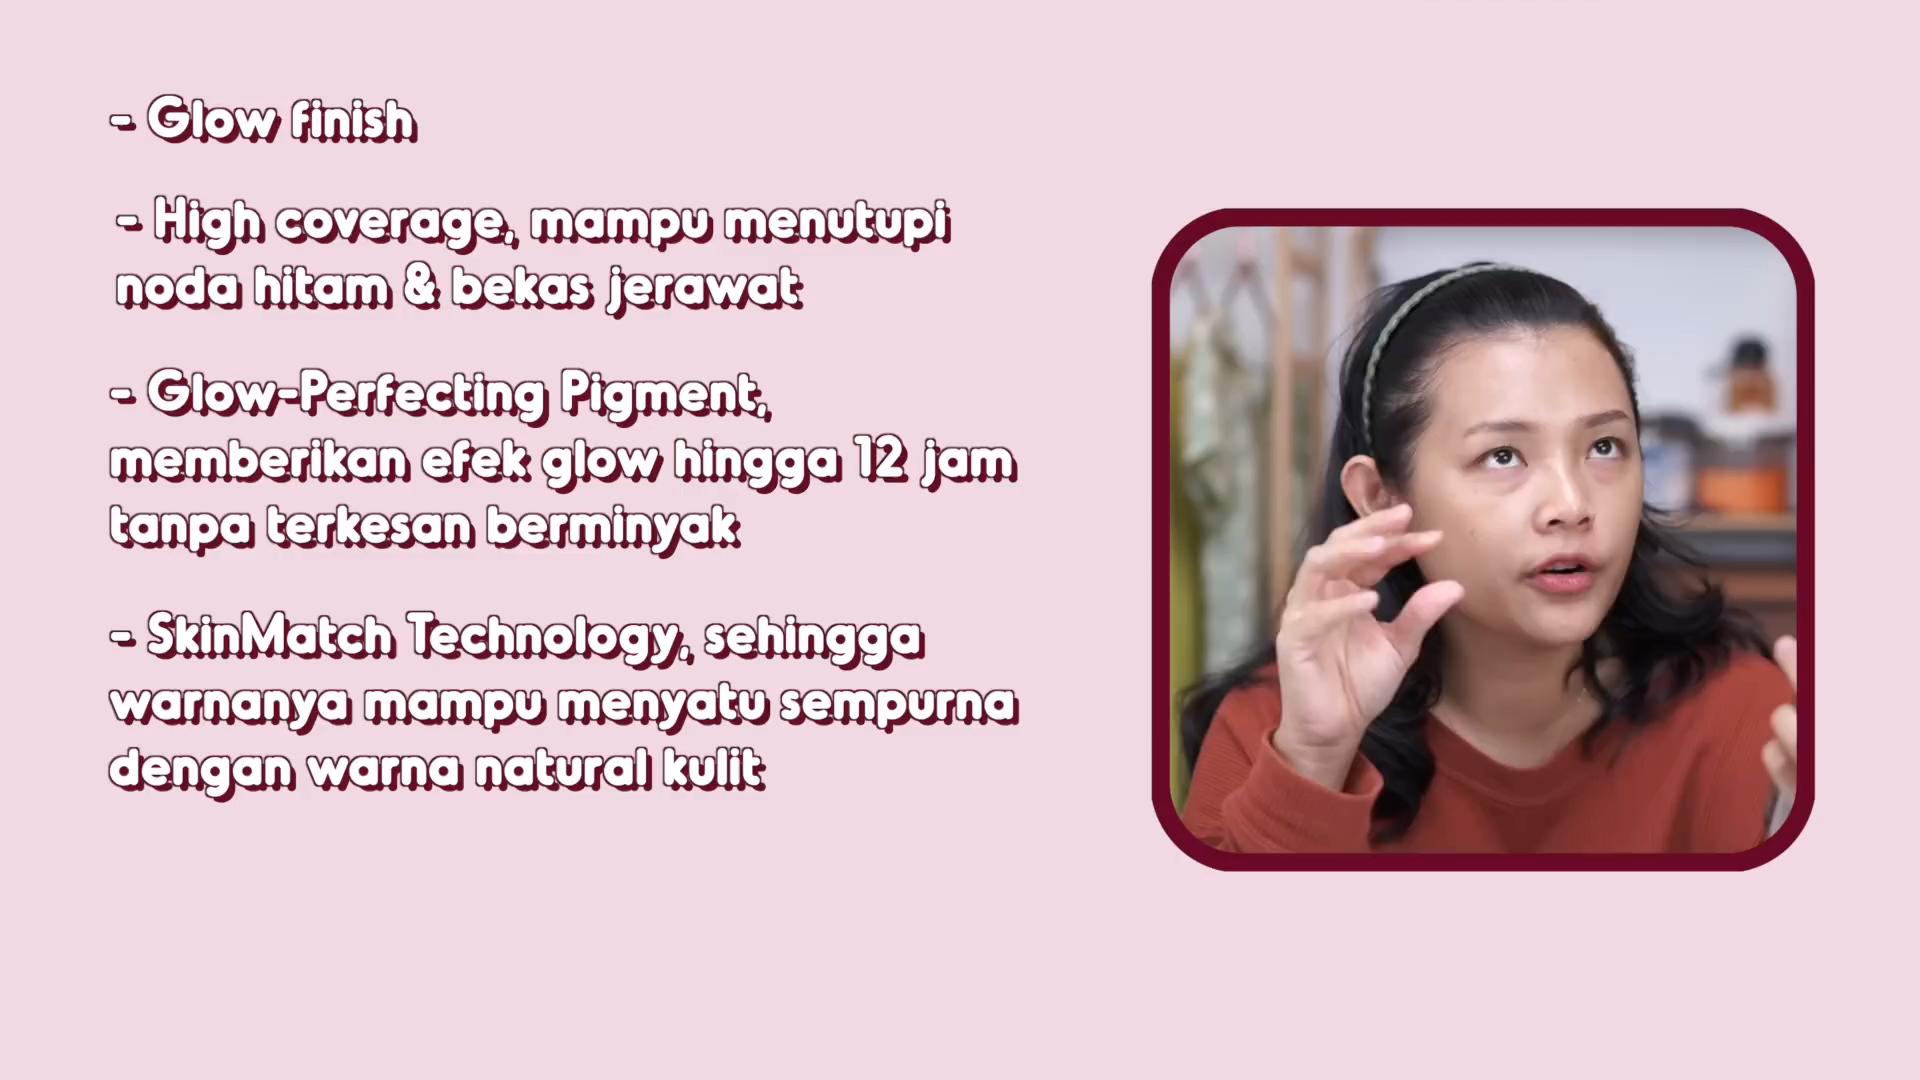 - Glow finish
- High coverage, mampu menutupi
noda hitam & bekas jerawat
- Glow-Perfecting Pigment,
memberikan efek glow hingga 12 jam
tanpa terkesan berminyak
- SkinMatch Technology, sehingga
warnanya mampu menyatu sempurna
dengan warna natural kulit